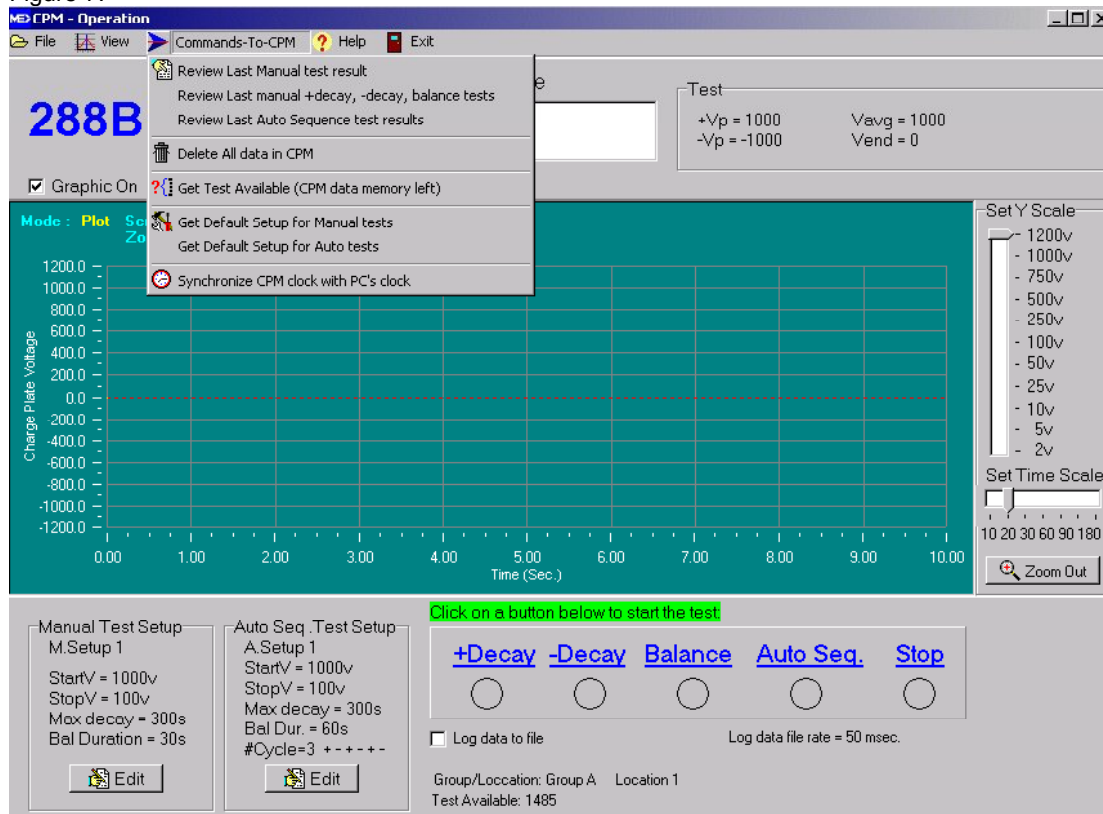 CPM - Operation
File View Commands-To-CPM Help Exit
Review Last Manual test result
Review Last manual +decay, -decay, balance tests
Review Last Auto Sequence test results
Delete All data in CPM
Get Test Available (CPM data memory left)
Get Default Setup for Manual tests
Get Default Setup for Auto tests
Synchronize CPM clock with PC's clock
288B
Graphic On
Test
+Vp = 1000 Vavg = 1000
-Vp = -1000 Vend = 0
Mode : Plot
Charge Plate Voltage
1200.0
1000.0
800.0
600.0
400.0
200.0
0.0
-200.0
-400.0
-600.0
-800.0
-1000.0
-1200.0
0.00 1.00 2.00 3.00 4.00 5.00 6.00 7.00 8.00 9.00 10.00
Time (Sec.)
Set Y Scale
1200v
1000v
750v
500v
250v
100v
50v
25v
10v
5v
2v
Set Time Scale
10 20 30 60 90 180
Zoom Out
Manual Test Setup
M.Setup 1
StartV = 1000v
StopV = 100v
Max decay = 300s
Bal Duration = 30s
Edit
Auto Seq .Test Setup
A.Setup 1
StartV = 1000v
StopV = 100v
Max decay = 300s
Bal Dur. = 60s
#Cycle=3 + - + - + -
Edit
Click on a button below to start the test:
+Decay -Decay Balance Auto Seq. Stop
Log data to file Log data file rate = 50 msec.
Group/Loccation: Group A Location 1
Test Available: 1485